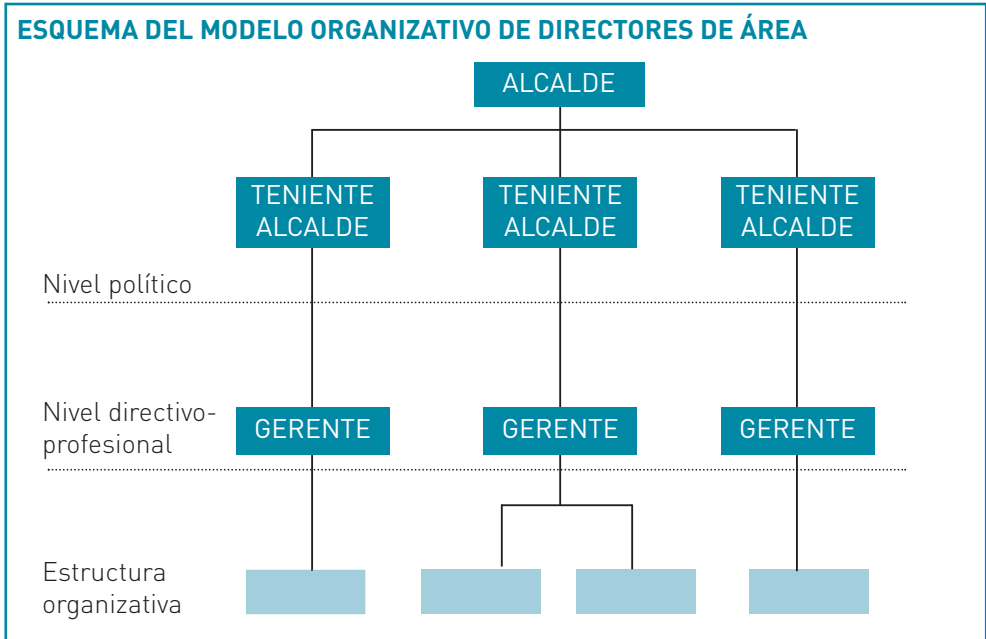 ESQUEMA DEL MODELO ORGANIZATIVO DE DIRECTORES DE ÁREA
ALCALDE
TENIENTE
ALCALDE
TENIENTE
ALCALDE
TENIENTE
ALCALDE
Nivel político
Nivel directivo-
profesional
GERENTE
GERENTE
GERENTE
Estructura
organizativa